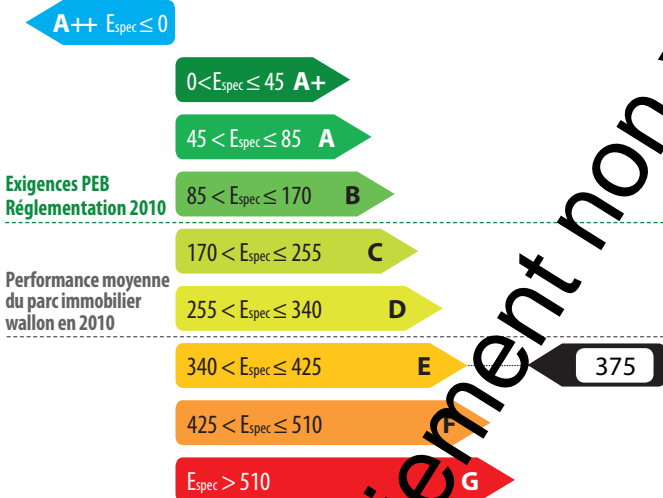 A++ Espec ≤ 0
0<Espec ≤ 45 A+
45 < Espec ≤ 85 A
Exigences PEB
Réglementation 2010
85 < Espec ≤ 170 B
170 < Espec ≤ 255 C
Performance moyenne
du parc immobilier
wallon en 2010
255 < Espec ≤ 340 D
340 < Espec ≤ 425 E
375
425 < Espec ≤ 510 F
Espec > 510 G
ement non